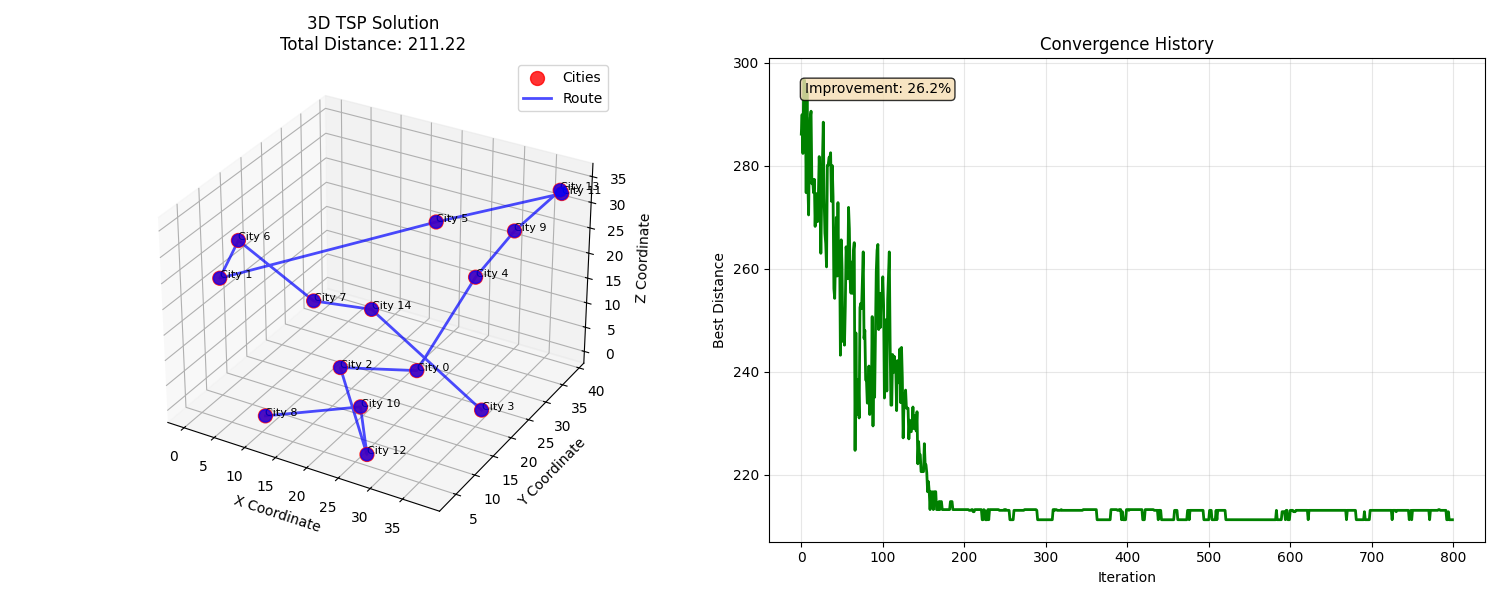 3D TSP Solution
Total Distance: 211.22
Cities
Route
City 13
City 11
City 5
City 9
City 6
City 4
City 1
City 7
City 14
City 2
City 0
City 10
City 3
City 8
City 12
0
5
10
15
20
25
30
35
X Coordinate
5
10
15
20
25
30
35
40
Y Coordinate
0
5
10
15
20
25
30
35
Z Coordinate
Convergence History
Improvement: 26.2%
300
280
260
240
220
Best Distance
0
100
200
300
400
500
600
700
800
Iteration